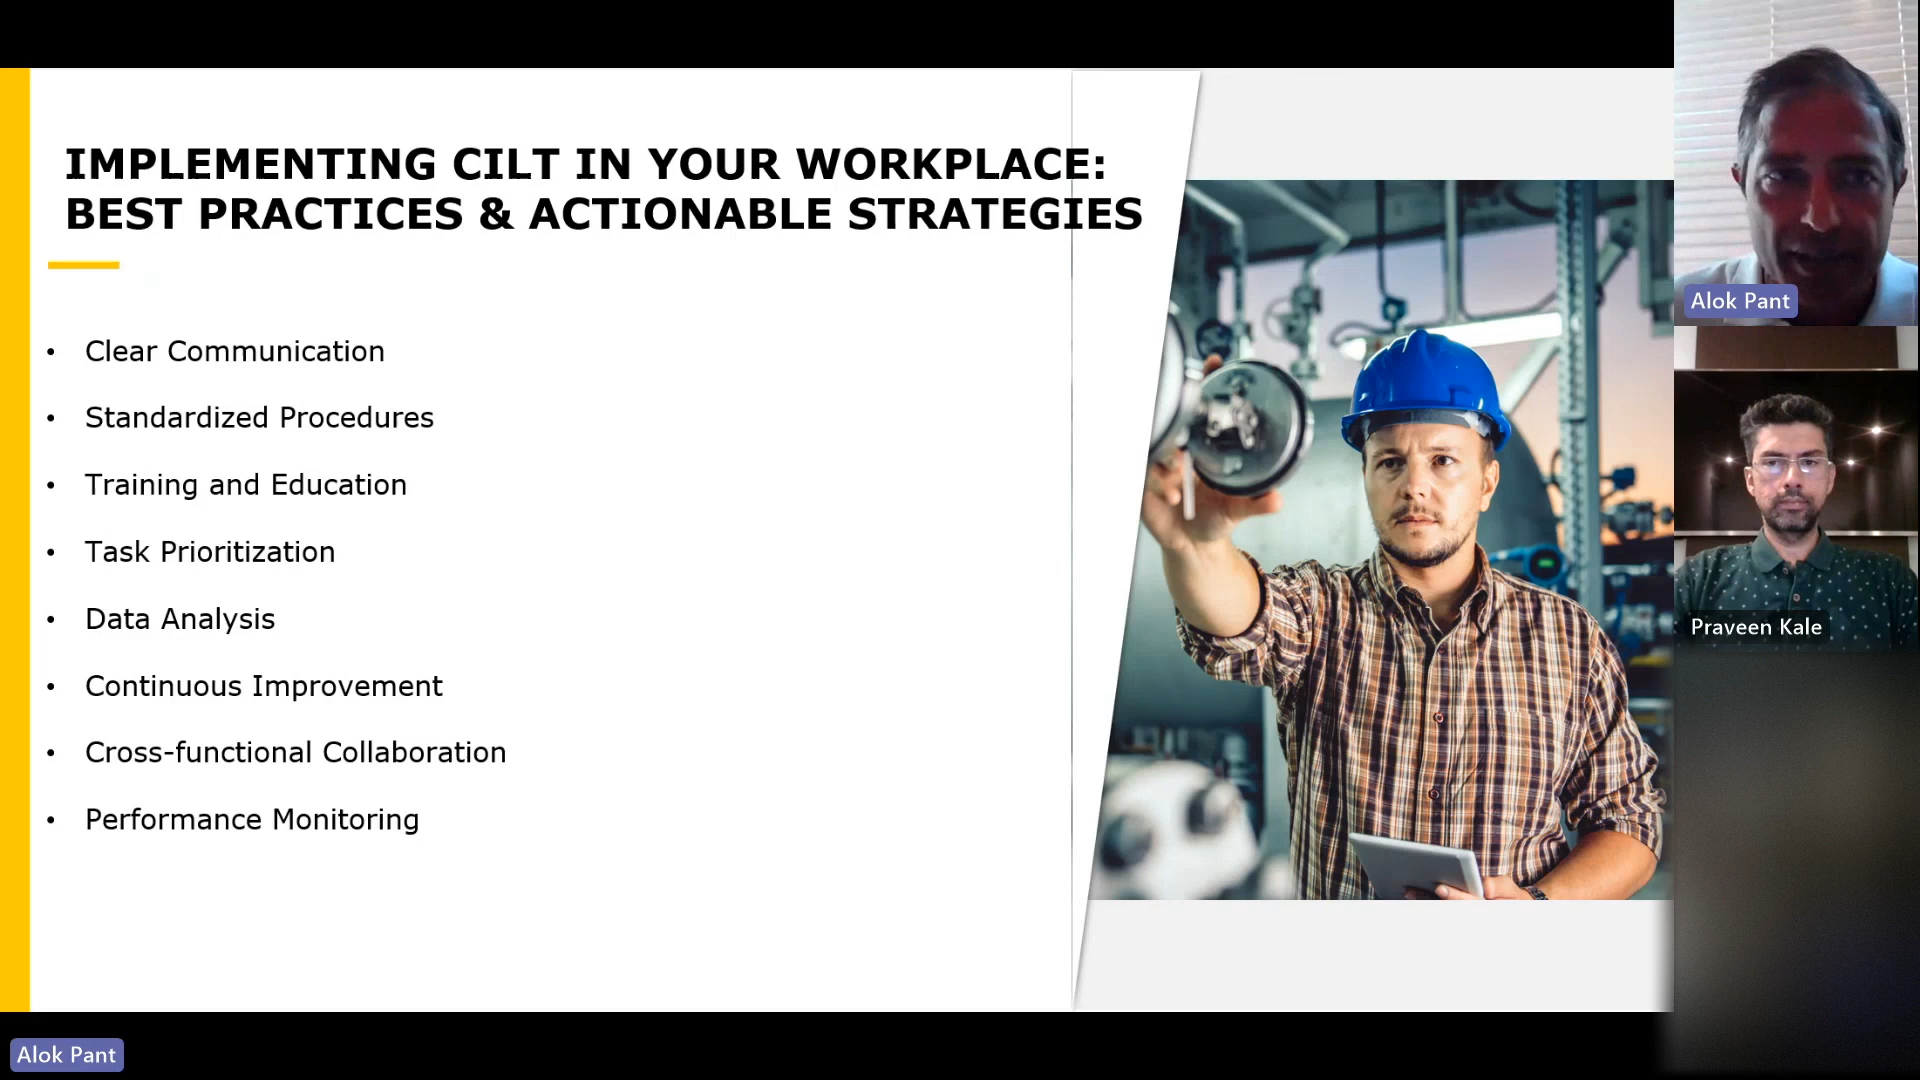 IMPLEMENTING CILT IN YOUR WORKPLACE:
BEST PRACTICES & ACTIONABLE STRATEGIES
• Clear Communication
• Standardized Procedures
• Training and Education
• Task Prioritization
• Data Analysis
• Continuous Improvement
• Cross-functional Collaboration
• Performance Monitoring
Alok Pant
Praveen Kale
Alok Pant